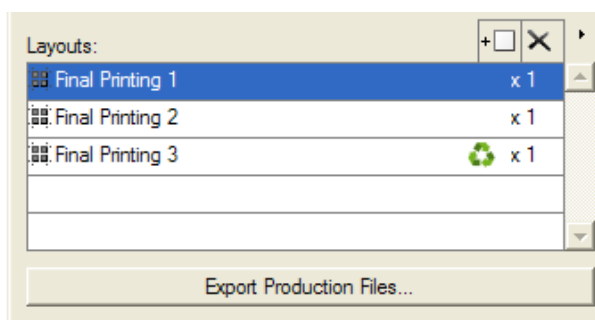 Layouts:
Final Printing 1 x 1
Final Printing 2 x 1
Final Printing 3 x 1
Export Production Files...